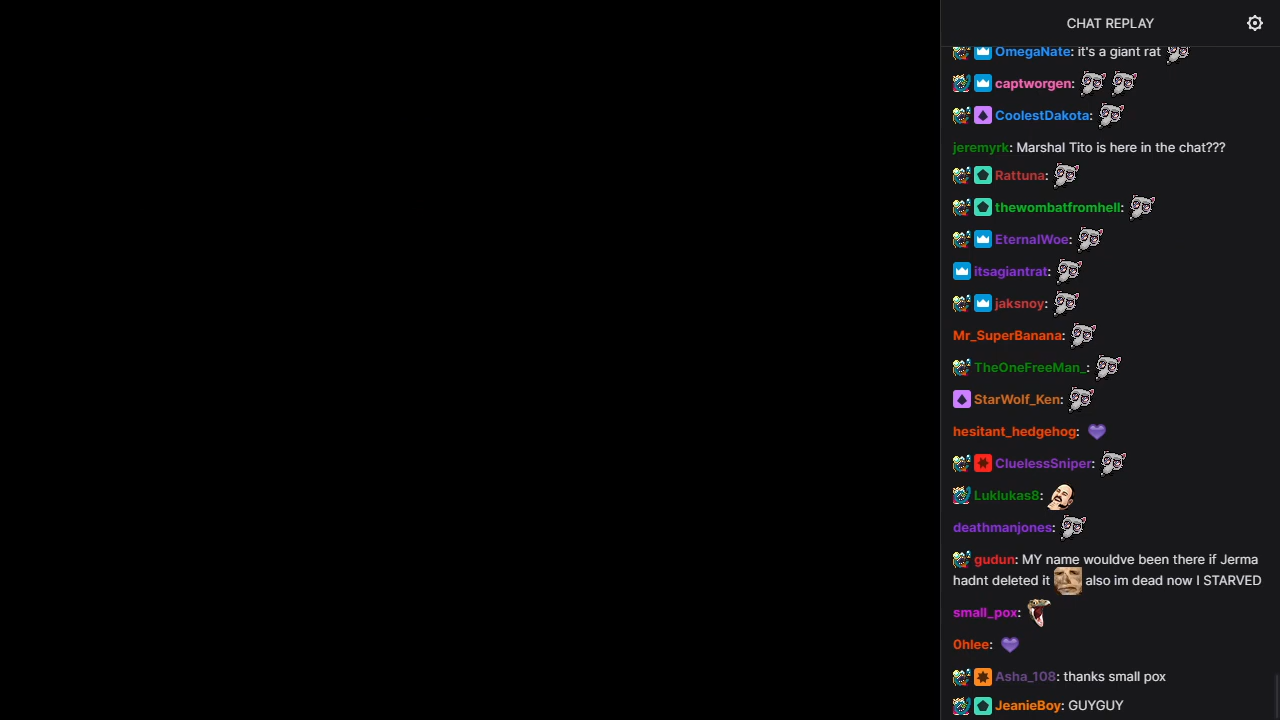 CHAT REPLAY
OmegaNate: it's a giant rat
captworgen:
CoolestDakota:
jeremyrk: Marshal Tito is here in the chat???
Rattuna:
thewombatfromhell:
EternalWoe:
itsagiantrat:
jaksnoy:
Mr_SuperBanana:
TheOneFreeMan_:
StarWolf_Ken:
hesitant_hedgehog:
CluelessSniper:
Luklukas8:
deathmanjones:
gudun: MY name wouldve been there if Jerma
hadnt deleted it also im dead now I STARVED
small_pox:
0hlee:
Asha_108: thanks small pox
JeanieBoy: GUYGUY